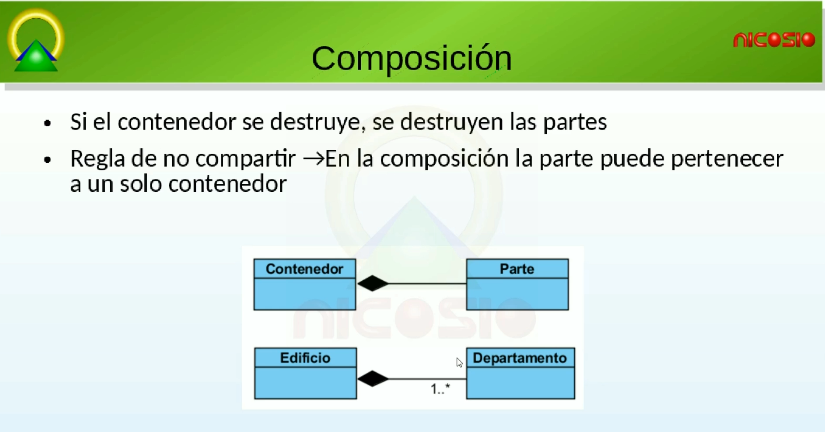 Composición
NICOSIO
• Si el contenedor se destruye, se destruyen las partes
• Regla de no compartir →En la composición la parte puede pertenecer
a un solo contenedor
Contenedor
Parte
NICOSIO
Edificio
Departamento
1..*